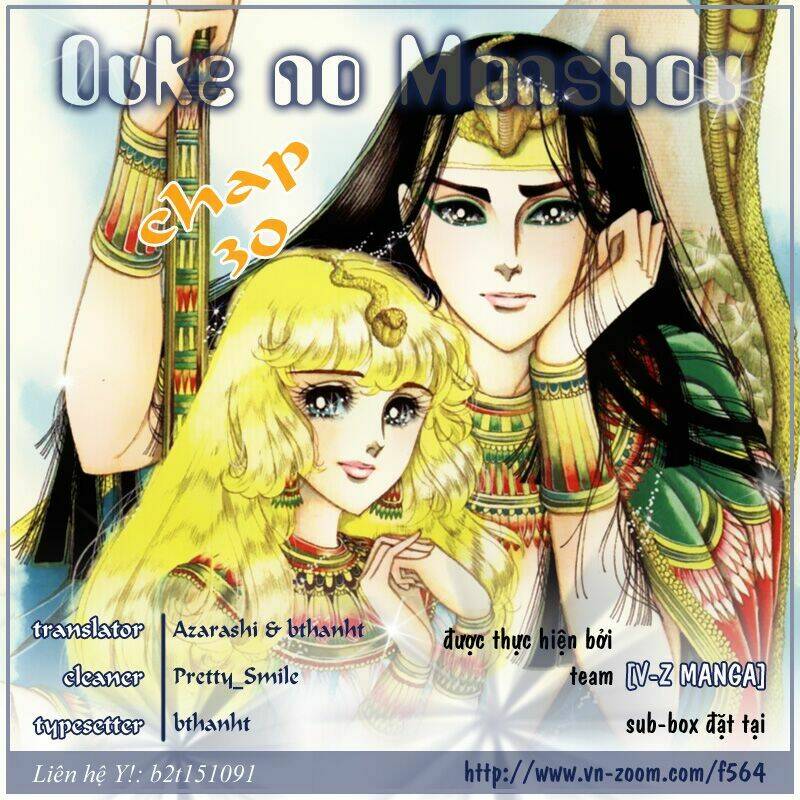 Ouke no Monshou
chap
30
translator Azarashi & bthanht
cleaner Pretty_Smile
typesetter bthanht
được thực hiện bởi
team [V-Z MANGA]
sub-box đặt tại
Liên hệ Y!: b2t151091
http://www.vn-zoom.com/f564